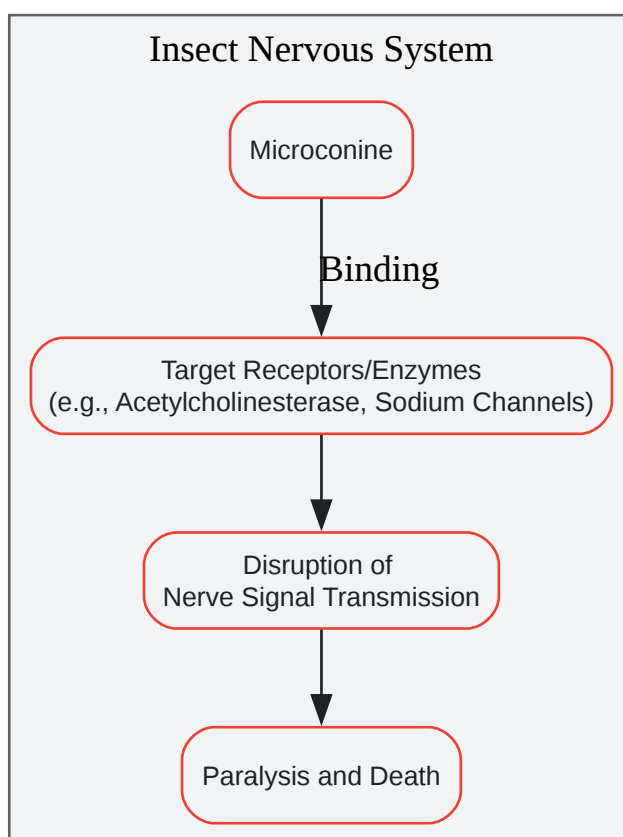 Insect Nervous System
Microconine
Binding
Target Receptors/Enzymes
(e.g., Acetylcholinesterase, Sodium Channels)
Disruption of
Nerve Signal Transmission
Paralysis and Death